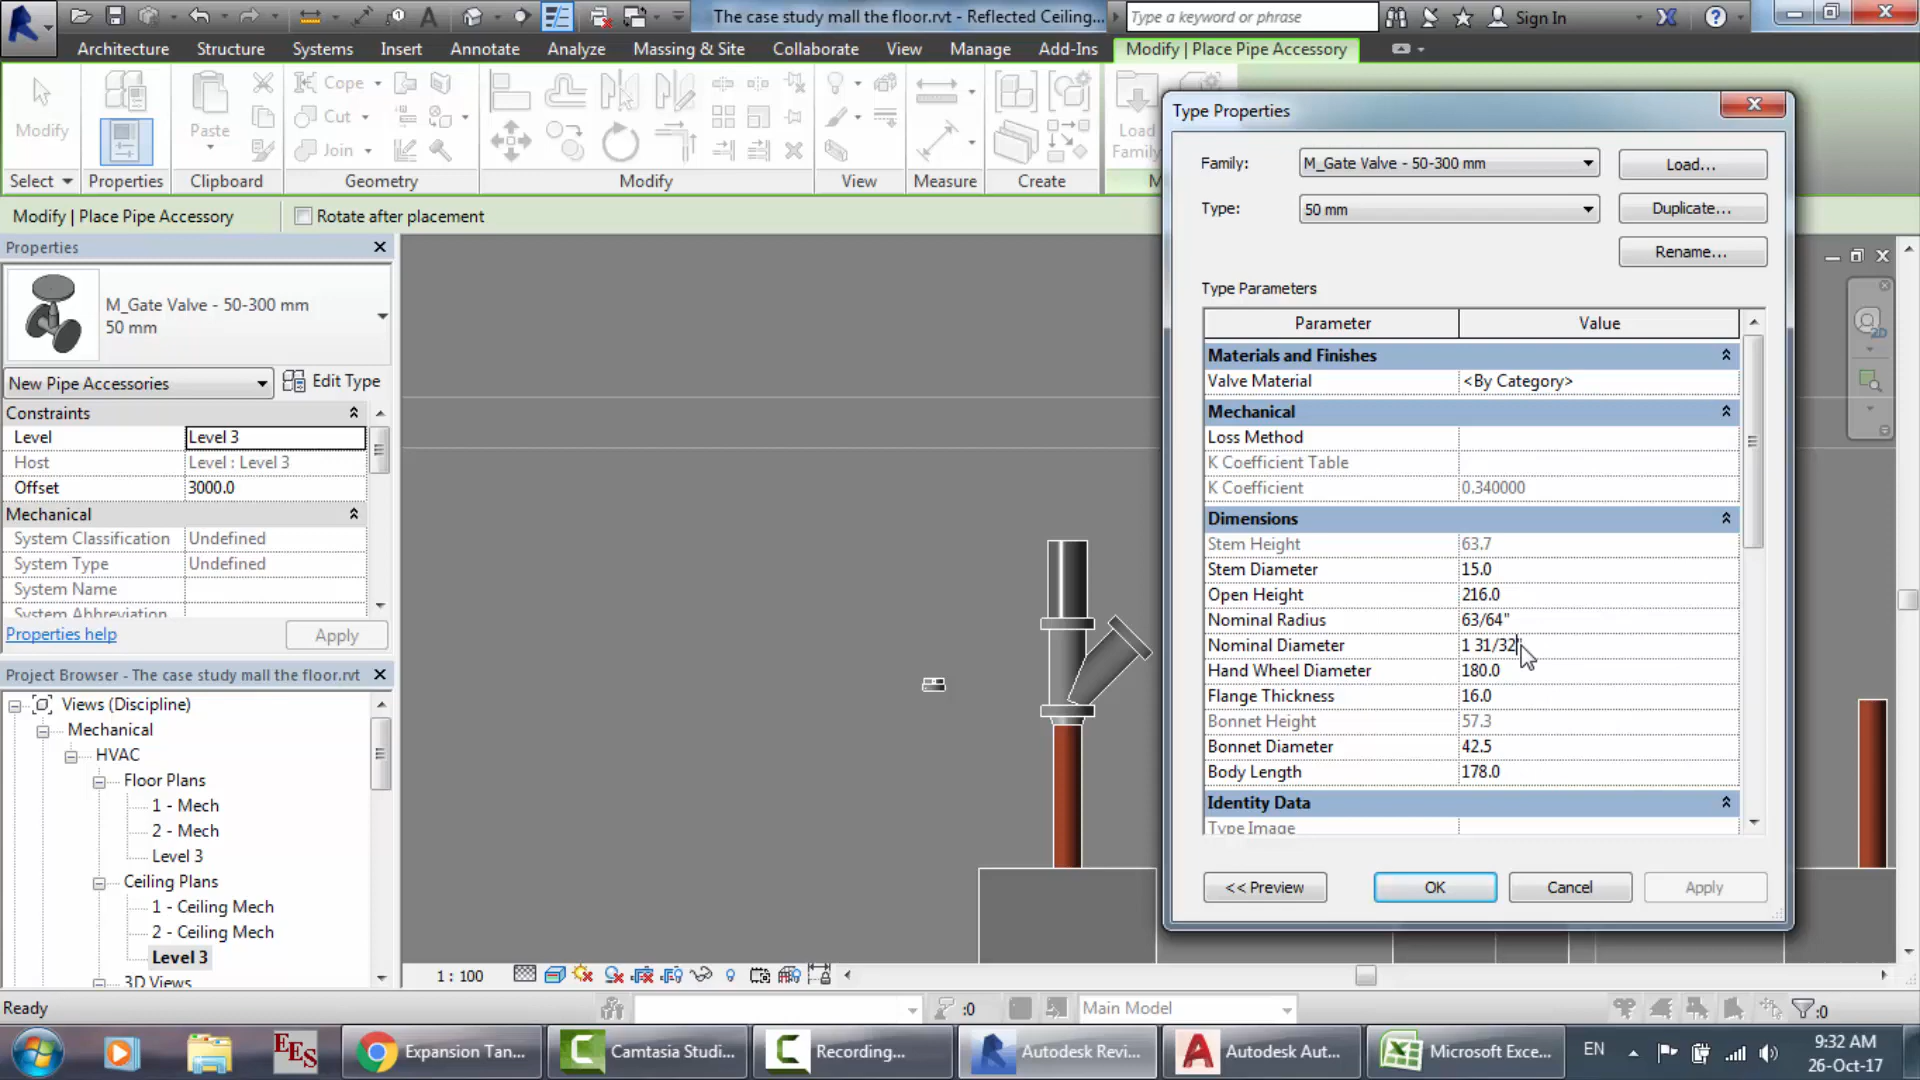 The case study mall the floor.rvt - Reflected Ceiling...
Type a keyword or phrase
Sign In
Architecture Structure Systems Insert Annotate Analyze Massing & Site Collaborate View Manage Add-Ins Modify | Place Pipe Accessory
Modify
Paste
Cope
Cut
Join
Load
Family
Select Properties Clipboard Geometry Modify View Measure Create
Modify | Place Pipe Accessory
Rotate after placement
Properties
M_Gate Valve - 50-300 mm
50 mm
New Pipe Accessories
Edit Type
Constraints
Level Level 3
Host Level : Level 3
Offset 3000.0
Mechanical
System Classification Undefined
System Type Undefined
System Name
System Abbreviation
Properties help
Apply
Project Browser - The case study mall the floor.rvt
Views (Discipline)
Mechanical
HVAC
Floor Plans
1 - Mech
2 - Mech
Level 3
Ceiling Plans
1 - Ceiling Mech
2 - Ceiling Mech
Level 3
3D Views
Type Properties
Family: M_Gate Valve - 50-300 mm Load...
Type: 50 mm Duplicate...
Rename...
Type Parameters
Parameter Value
Materials and Finishes
Valve Material <By Category>
Mechanical
Loss Method
K Coefficient Table
K Coefficient 0.340000
Dimensions
Stem Height 63.7
Stem Diameter 15.0
Open Height 216.0
Nominal Radius 63/64"
Nominal Diameter 1 31/32"
Hand Wheel Diameter 180.0
Flange Thickness 16.0
Bonnet Height 57.3
Bonnet Diameter 42.5
Body Length 178.0
Identity Data
Type Image
<< Preview OK Cancel Apply
2D
1 : 100
Ready
:0
Main Model
:0
EES
Expansion Tan...
Camtasia Studi...
Recording...
Autodesk Revi...
Autodesk Aut...
Microsoft Exce...
EN
9:32 AM
26-Oct-17